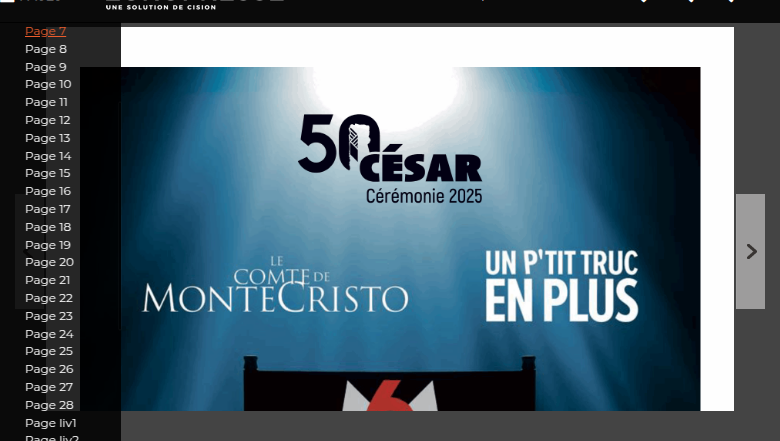 UNE SOLUTION DE CISION
Page 7
Page 8
Page 9
Page 10
Page 11
Page 12
Page 13
Page 14
Page 15
Page 16
Page 17
Page 18
Page 19
Page 20
Page 21
Page 22
Page 23
Page 24
Page 25
Page 26
Page 27
Page 28
Page liv1
Page liv2
50
CÉSAR
Cérémonie 2025
LE
COMTE DE
MONTECRISTO
UN P'TIT TRUC
EN PLUS
6